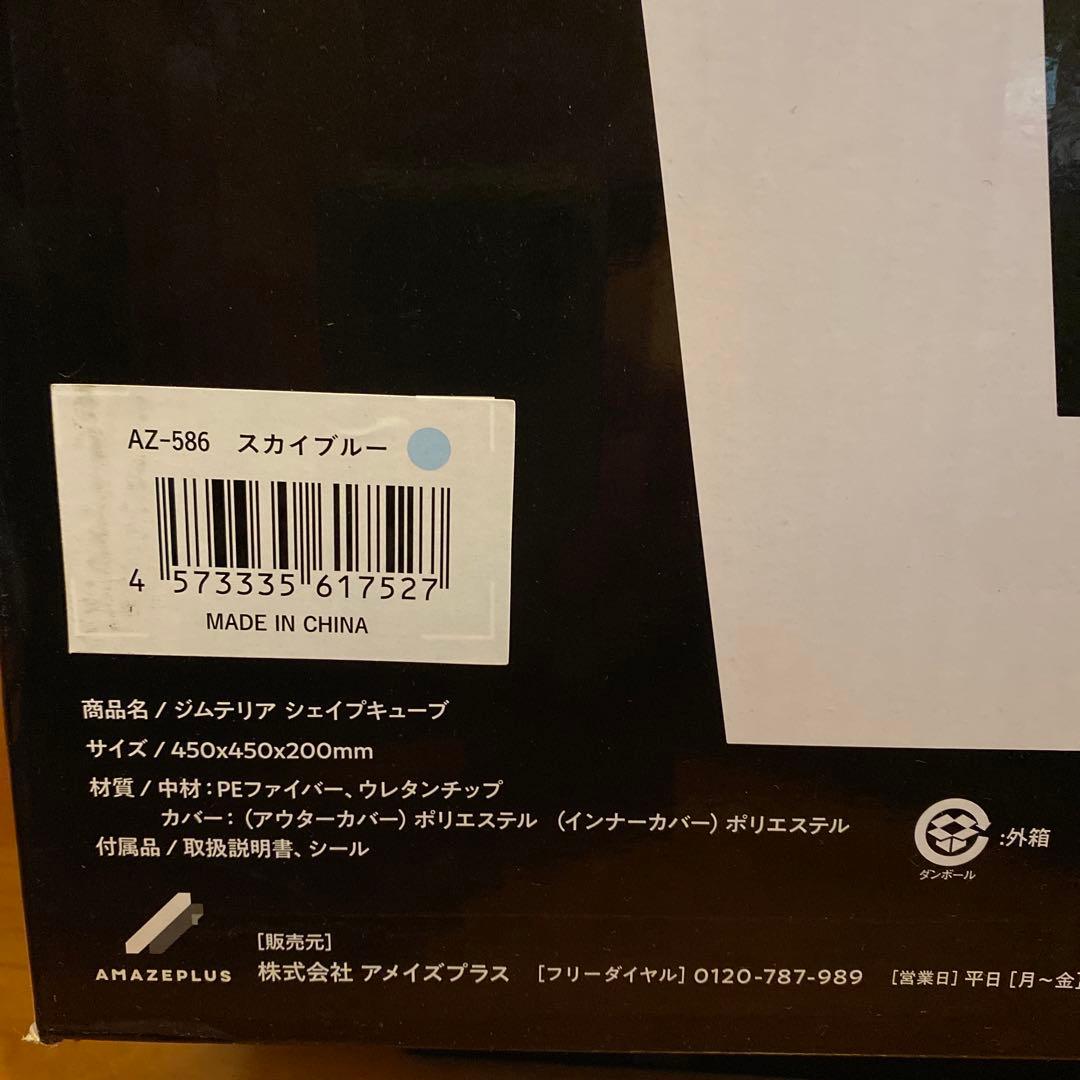 AZ-586 スカイブルー
4 573335 617527
MADE IN CHINA
商品名 / ジムテリア シェイプキューブ
サイズ / 450x450x200mm
材質 / 中材：PEファイバー、ウレタンチップ
カバー：（アウターカバー）ポリエステル （インナーカバー）ポリエステル
付属品 / 取扱説明書、シール
:外箱
ダンボール
AMAZEPLUS
［販売元］
株式会社 アメイズプラス ［フリーダイヤル］0120-787-989 ［営業日］平日［月〜金］